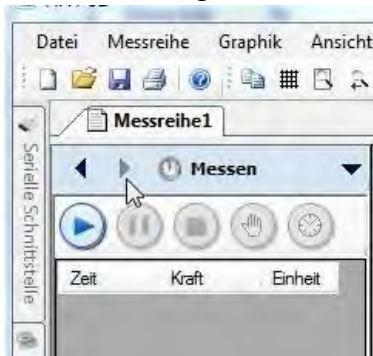 Datei Messreihe Graphik Ansicht
Messreihe1
Serielle Schnittstelle
Messen
Zeit Kraft Einheit